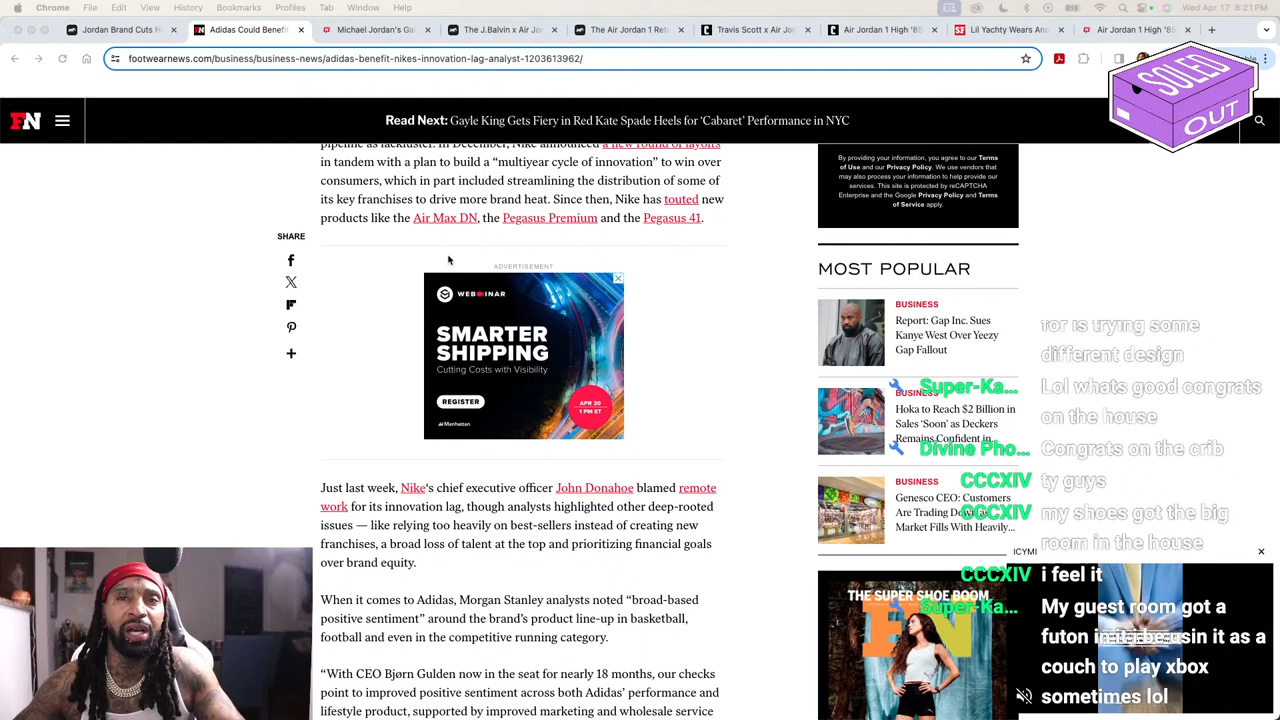 Chrome File Edit View History Bookmarks Profiles Tab Window Help
Wed Apr 17 8:21 PM
Jordan Brand Cuts H
Adidas Could Benef
Michael Jordan's Ga
The J.Balvin x Air Jo
The Air Jordan 1 Ret
Travis Scott x Air Jo
Air Jordan 1 High '85
Lil Yachty Wears An
Air Jordan 1 High '8
footwearnews.com/business/business-news/adidas-benefit-nikes-innovation-lag-analyst-1203613962/
SOLED
OUT
FN
Read Next: Gayle King Gets Fiery in Red Kate Spade Heels for ‘Cabaret’ Performance in NYC
pipeline as lackluster. In December, Nike announced a new round of layoffs
in tandem with a plan to build a “multiyear cycle of innovation” to win over
consumers, which in part included streamlining the distribution of some of
its key franchises to drive more brand heat. Since then, Nike has touted new
products like the Air Max DN, the Pegasus Premium and the Pegasus 41.
SHARE
ADVERTISEMENT
WEBINAR
SMARTER
SHIPPING
Cutting Costs with Visibility
REGISTER
APR 30
1 PM ET
Manhattan
Just last week, Nike‘s chief executive officer John Donahoe blamed remote
work for its innovation lag, though analysts highlighted other deep-rooted
issues — like relying too heavily on best-sellers instead of creating new
franchises, a broad loss of talent at the top and prioritizing financial goals
over brand equity.
When it comes to Adidas, Morgan Stanley analysts noted “broad-based
positive sentiment” around the brand’s product line-up in basketball,
football and even in the competitive running category.
“With CEO Bjørn Gulden now in the seat for nearly 18 months, our checks
point to improved positive sentiment across both Adidas’ performance and
lifestyle product, supported by improved marketing and wholesale service
By providing your information, you agree to our Terms
of Use and our Privacy Policy. We use vendors that
may also process your information to help provide our
services. This site is protected by reCAPTCHA
Enterprise and the Google Privacy Policy and Terms
of Service apply.
MOST POPULAR
BUSINESS
Report: Gap Inc. Sues
Kanye West Over Yeezy
Gap Fallout
BUSINESS
Hoka to Reach $2 Billion in
Sales ‘Soon’ as Deckers
Remains Confident in
BUSINESS
Genesco CEO: Customers
Are Trading Down as
Market Fills With Heavily...
ICYMI
THE SUPER SHOE BOOM
FN
for is trying some
different design
Super-Ka... Lol whats good congrats
on the house
Divine Pho... Congrats on the crib
CCCXIV ty guys
CCCXIV my shoes got the big
room in the house
CCCXIV i feel it
Super-Ka... My guest room got a
futon in there usin it as a
couch to play xbox
sometimes lol